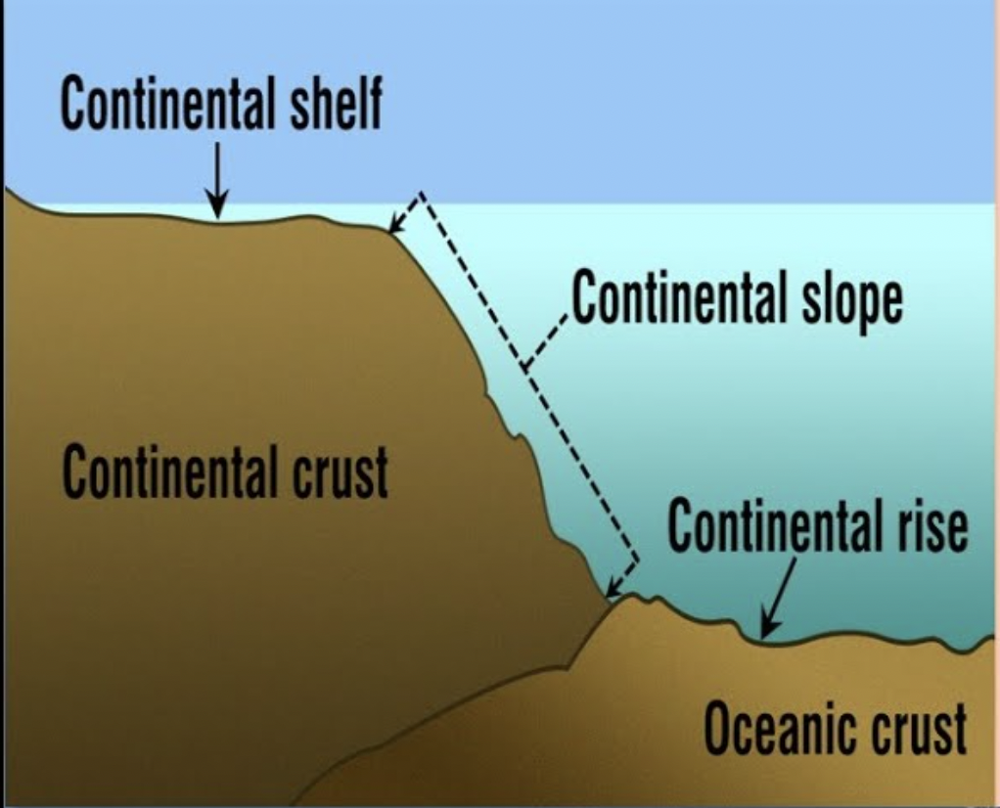 Continental shelf
Continental slope
Continental crust
Continental rise
Oceanic crust